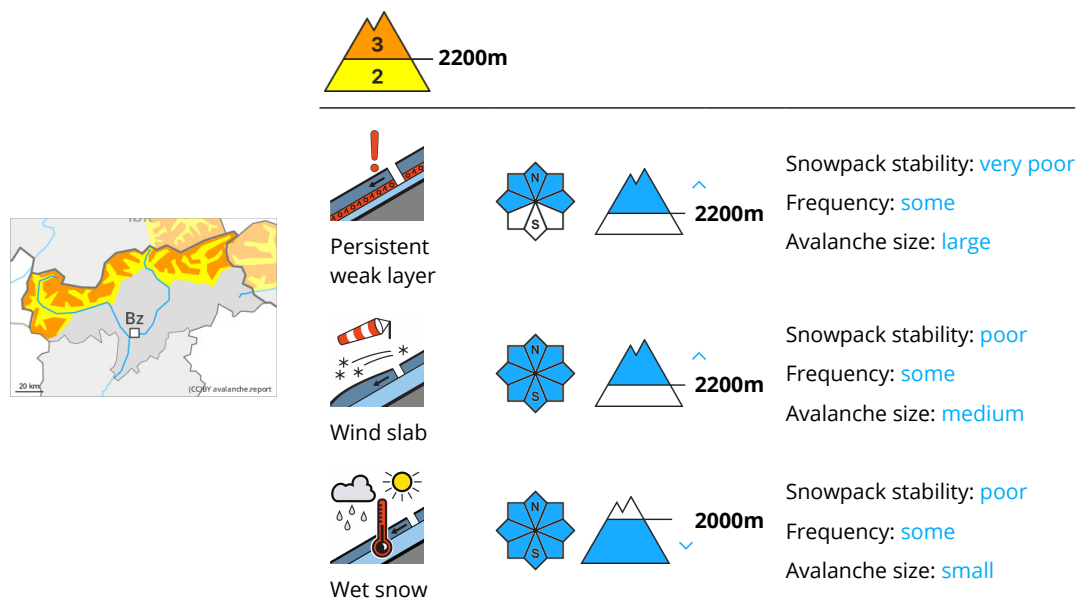 3
2200m
2
Ibk
Bz
20 km
(CC)BY avalanche.report
Persistent
weak layer
N
S
2200m
Snowpack stability: very poor
Frequency: some
Avalanche size: large
Wind slab
N
S
2200m
Snowpack stability: poor
Frequency: some
Avalanche size: medium
Wet snow
N
S
2000m
Snowpack stability: poor
Frequency: some
Avalanche size: small